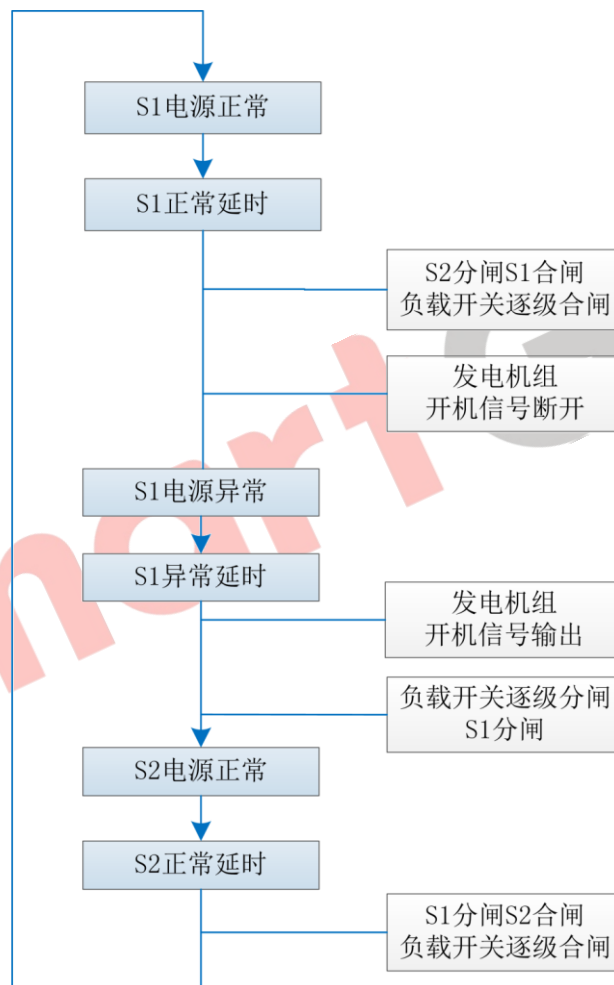 S1电源正常
S1正常延时
S2分闸S1合闸
负载开关逐级合闸
发电机组
开机信号断开
S1电源异常
S1异常延时
发电机组
开机信号输出
负载开关逐级分闸
S1分闸
S2电源正常
S2正常延时
S1分闸S2合闸
负载开关逐级合闸